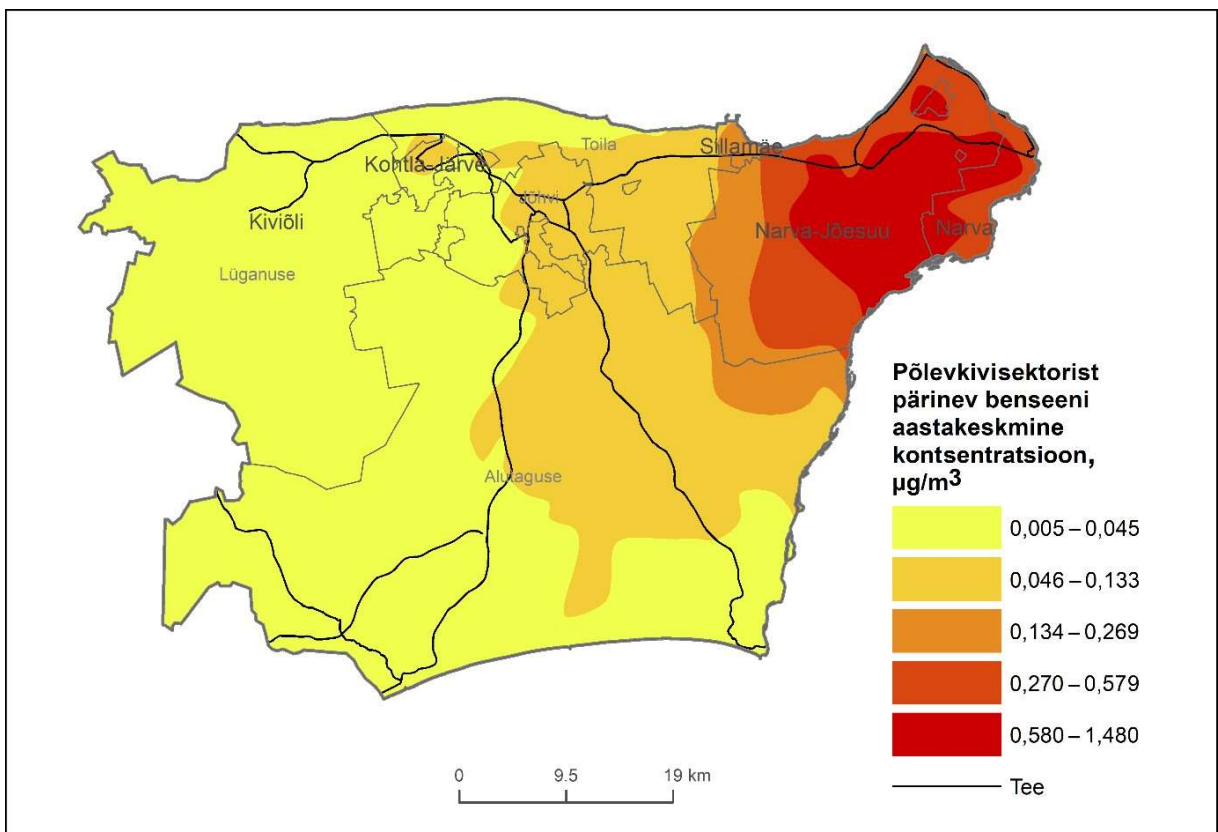 Toila
Sillamäe
Kohtla-Järve
Jõhvi
Kiviõli
Narva-Jõesuu
Narva
Lüganuse
Alutaguse
Põlevkivisektorist
pärinev benseeni
aastakeskmine
kontsentratsioon,
µg/m³
0,005 – 0,045
0,046 – 0,133
0,134 – 0,269
0,270 – 0,579
0,580 – 1,480
Tee
0 9.5 19 km